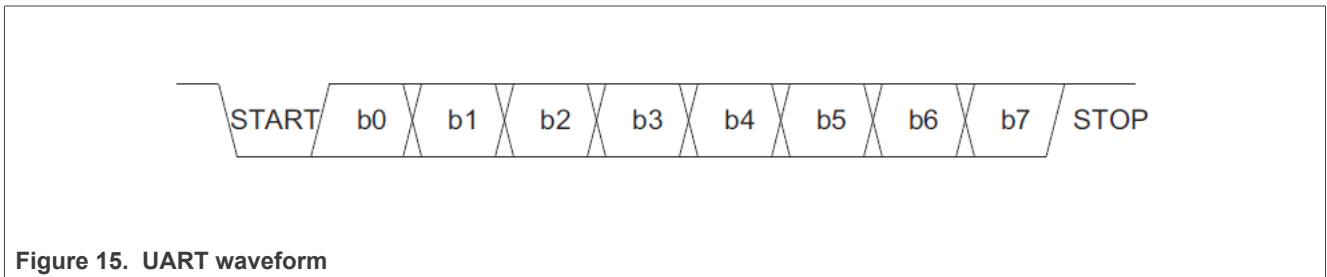 START b0 b1 b2 b3 b4 b5 b6 b7 STOP
Figure 15. UART waveform